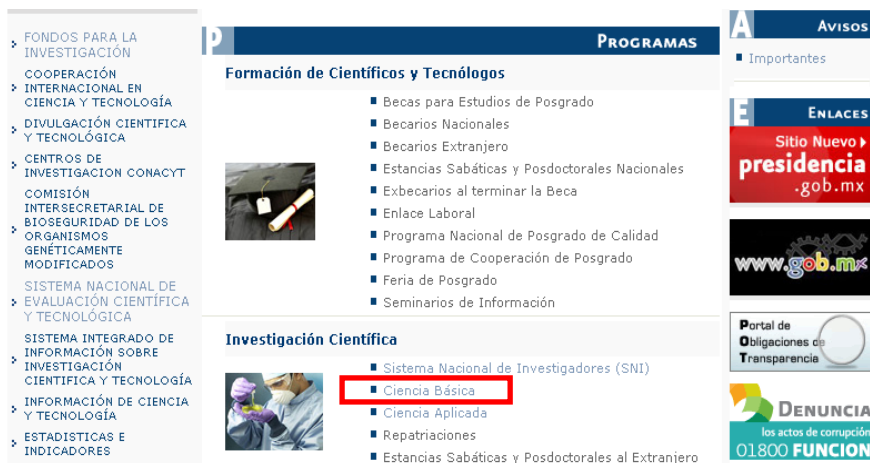 FONDOS PARA LA
INVESTIGACIÓN
COOPERACIÓN
INTERNACIONAL EN
CIENCIA Y TECNOLOGÍA
DIVULGACIÓN CIENTIFICA
Y TECNOLÓGICA
CENTROS DE
INVESTIGACION CONACYT
COMISIÓN
INTERSECRETARIAL DE
BIOSEGURIDAD DE LOS
ORGANISMOS
GENÉTICAMENTE
MODIFICADOS
SISTEMA NACIONAL DE
EVALUACIÓN CIENTÍFICA
Y TECNOLÓGICA
SISTEMA INTEGRADO DE
INFORMACIÓN SOBRE
INVESTIGACIÓN
CIENTIFICA Y TECNOLOGÍA
INFORMACIÓN DE CIENCIA
Y TECNOLOGÍA
ESTADISTICAS E
INDICADORES
P
PROGRAMAS
Formación de Científicos y Tecnólogos
Becas para Estudios de Posgrado
Becarios Nacionales
Becarios Extranjero
Estancias Sabáticas y Posdoctorales Nacionales
Exbecarios al terminar la Beca
Enlace Laboral
Programa Nacional de Posgrado de Calidad
Programa de Cooperación de Posgrado
Feria de Posgrado
Seminarios de Información
Investigación Científica
Sistema Nacional de Investigadores (SNI)
Ciencia Básica
Ciencia Aplicada
Repatriaciones
Estancias Sabáticas y Posdoctorales al Extranjero
A
AVISOS
Importantes
E
ENLACES
Sitio Nuevo
presidencia
.gob.mx
www.gob.mx
Portal de
Obligaciones de
Transparencia
DENUNCIA
los actos de corrupción
01800 FUNCION